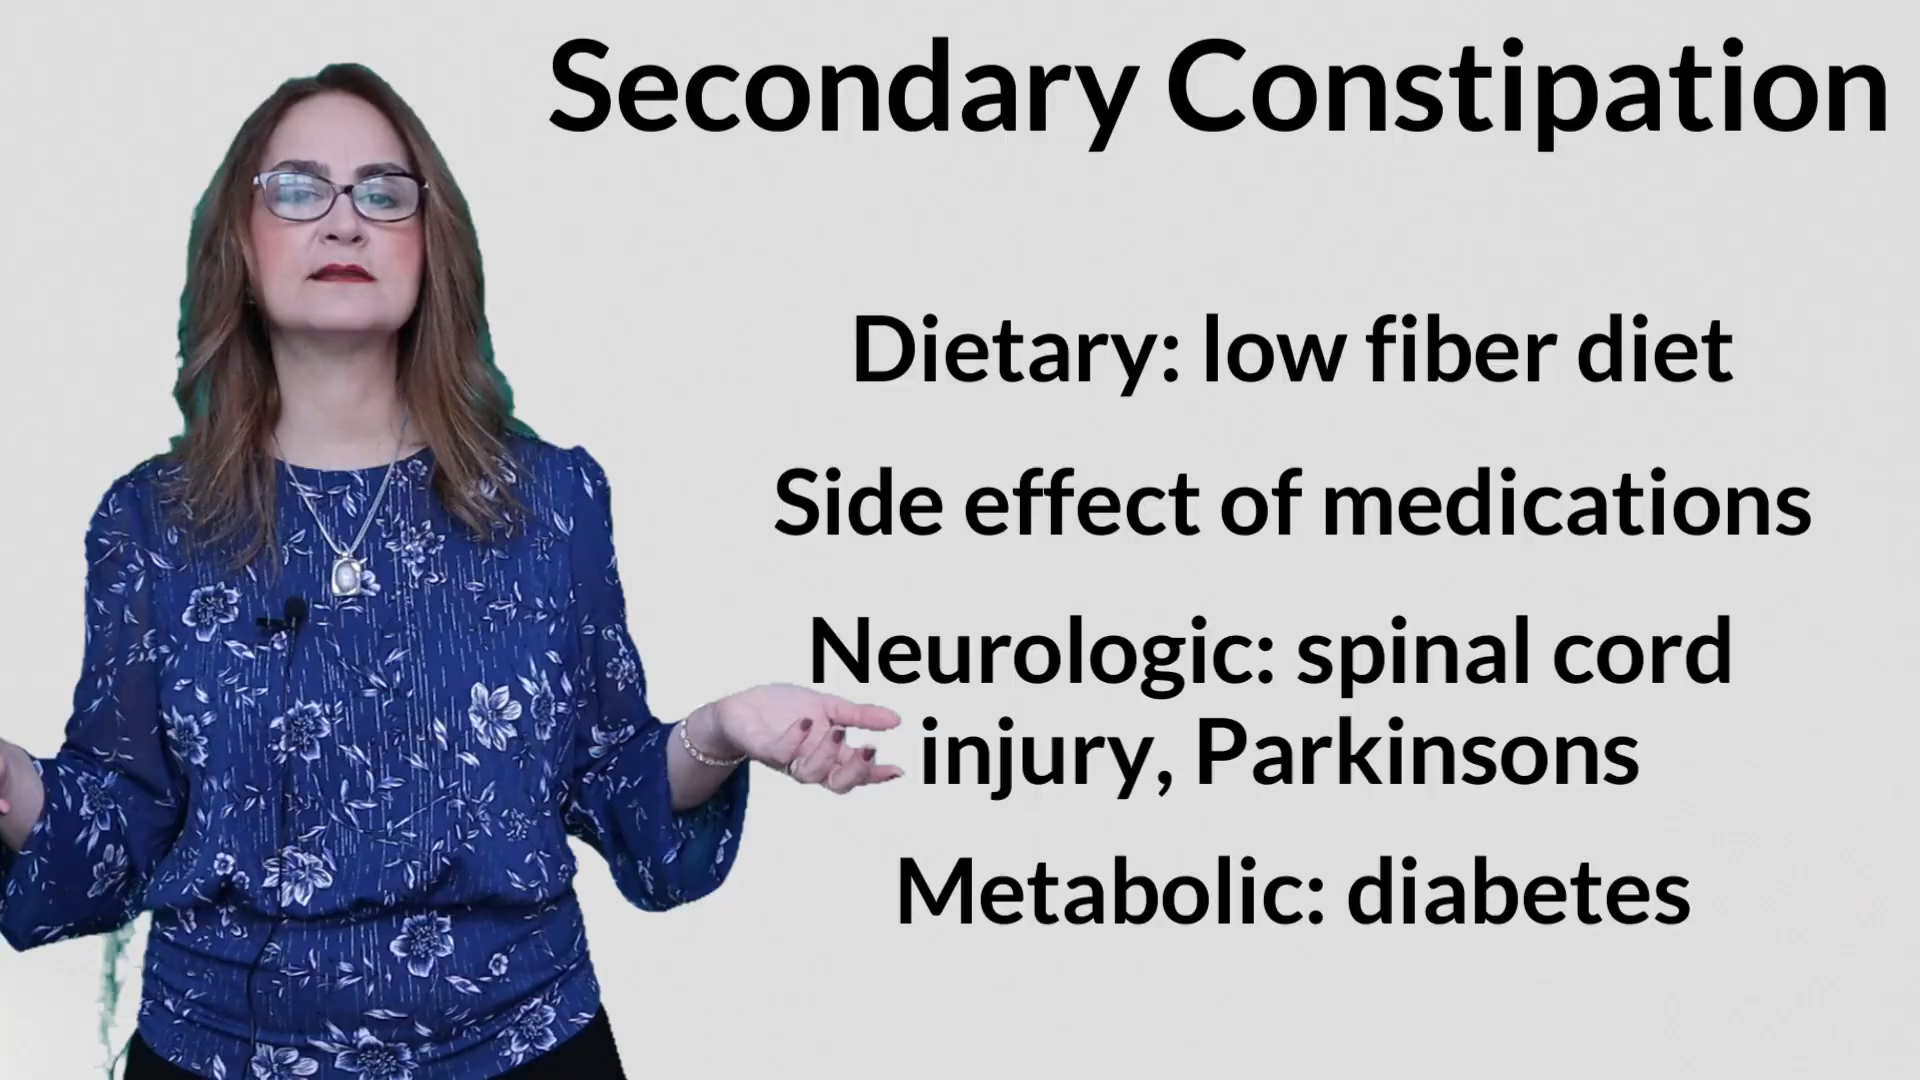 Secondary Constipation
Dietary: low fiber diet
Side effect of medications
Neurologic: spinal cord
injury, Parkinsons
Metabolic: diabetes